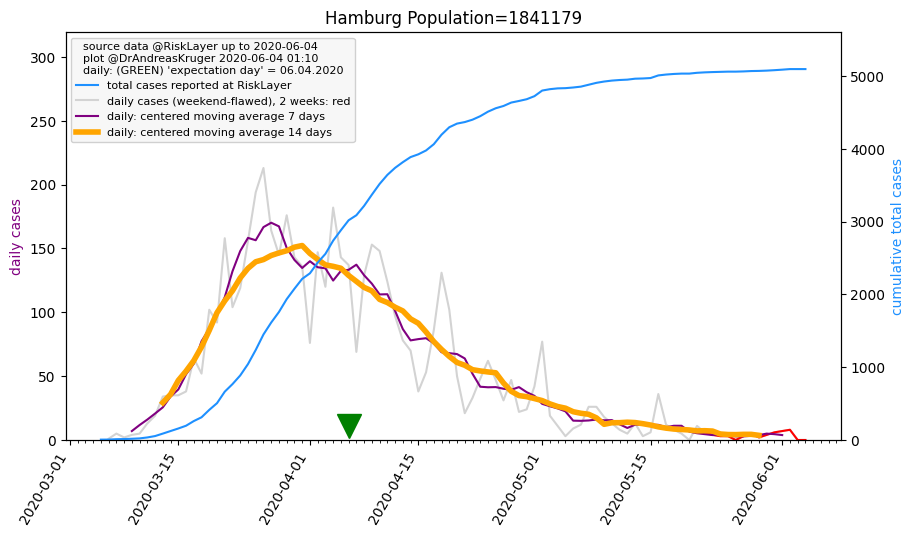 Hamburg Population=1841179
source data @RiskLayer up to 2020-06-04
plot @DrAndreasKruger 2020-06-04 01:10
daily: (GREEN) 'expectation day' = 06.04.2020
total cases reported at RiskLayer
daily cases (weekend-flawed), 2 weeks: red
daily: centered moving average 7 days
daily: centered moving average 14 days
daily cases
300
250
200
150
100
50
0
cumulative total cases
5000
4000
3000
2000
1000
0
2020-03-01
2020-03-15
2020-04-01
2020-04-15
2020-05-01
2020-05-15
2020-06-01